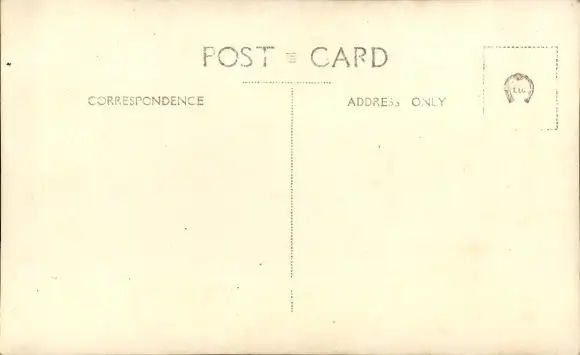 POST CARD
CORRESPONDENCE
ADDRESS ONLY